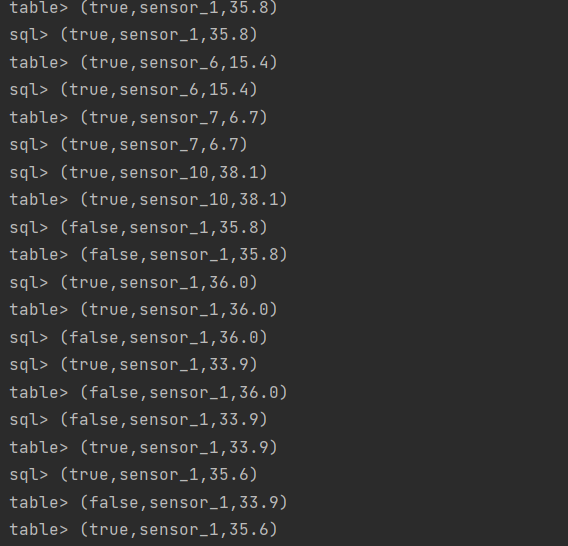 table> (true,sensor_1,35.8)
sql> (true,sensor_1,35.8)
table> (true,sensor_6,15.4)
sql> (true,sensor_6,15.4)
table> (true,sensor_7,6.7)
sql> (true,sensor_7,6.7)
sql> (true,sensor_10,38.1)
table> (true,sensor_10,38.1)
sql> (false,sensor_1,35.8)
table> (false,sensor_1,35.8)
sql> (true,sensor_1,36.0)
table> (true,sensor_1,36.0)
sql> (false,sensor_1,36.0)
sql> (true,sensor_1,33.9)
table> (false,sensor_1,36.0)
sql> (false,sensor_1,33.9)
table> (true,sensor_1,33.9)
sql> (true,sensor_1,35.6)
table> (false,sensor_1,33.9)
table> (true,sensor_1,35.6)